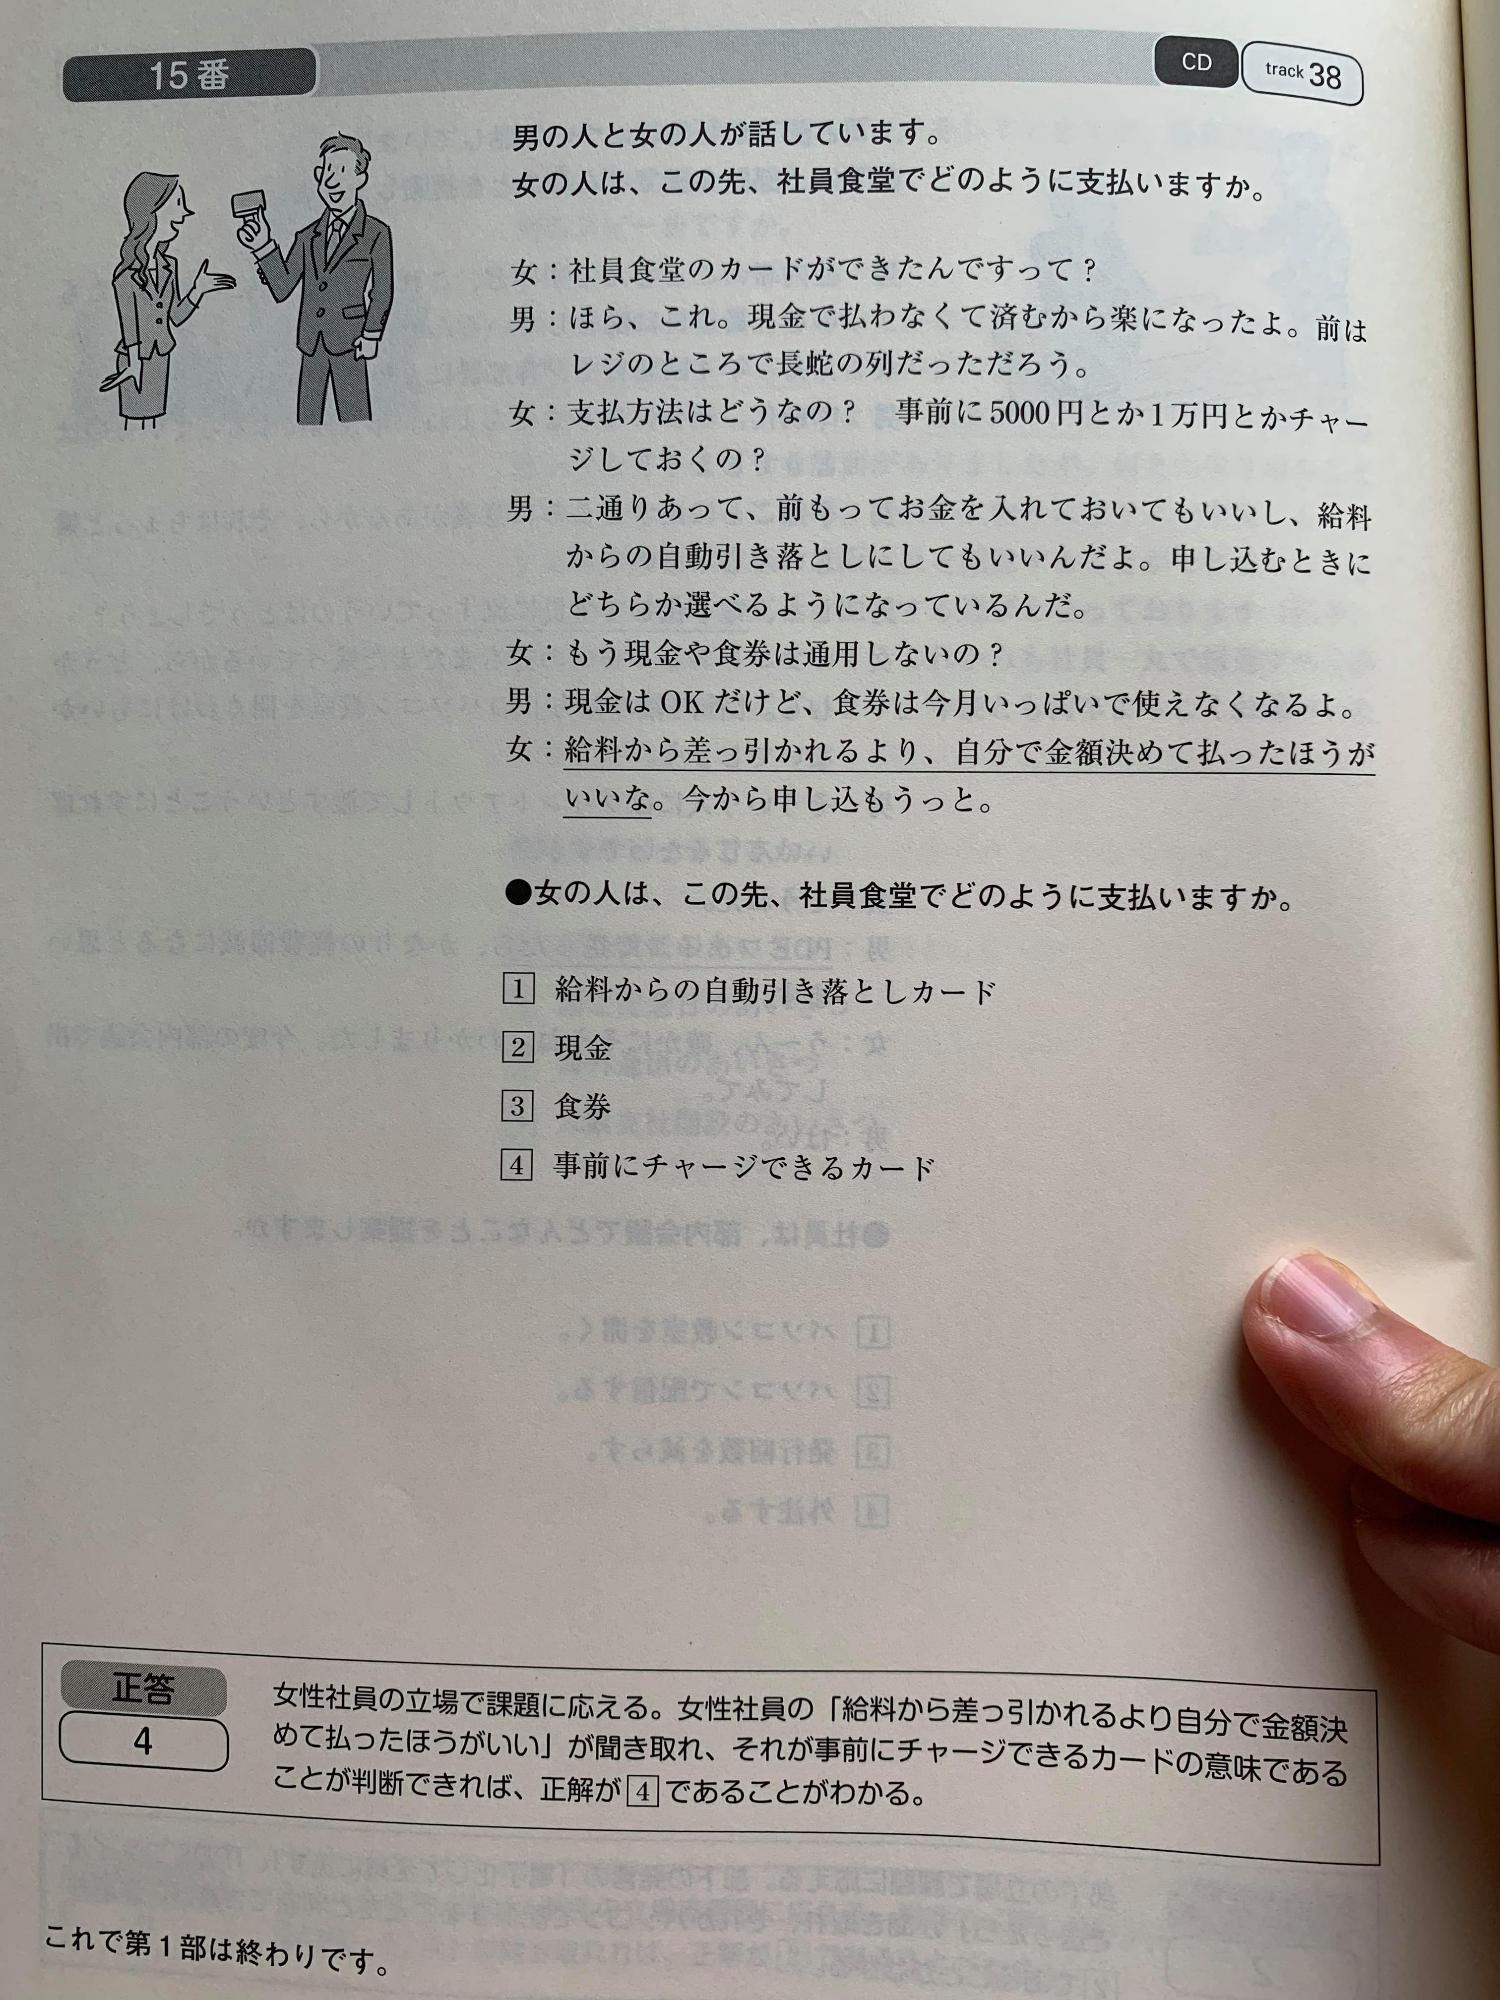 15番
CD track 38
男の人と女の人が話しています。
女の人は、この先、社員食堂でどのように支払いますか。
女：社員食堂のカードができたんですって？
男：ほら、これ。現金で払わなくて済むから楽になったよ。前は
レジのところで長蛇の列だっただろう。
女：支払方法はどうなの？　事前に5000円とか1万円とかチャー
ジしておくの？
男：二通りあって、前もってお金を入れておいてもいいし、給料
からの自動引き落としにしてもいいんだよ。申し込むときに
どちらか選べるようになっているんだ。
女：もう現金や食券は通用しないの？
男：現金はOKだけど、食券は今月いっぱいで使えなくなるよ。
女：給料から差っ引かれるより、自分で金額決めて払ったほうが
いいな。今から申し込もうっと。
●女の人は、この先、社員食堂でどのように支払いますか。
1 給料からの自動引き落としカード
2 現金
3 食券
4 事前にチャージできるカード
正答
4
女性社員の立場で課題に応える。女性社員の「給料から差っ引かれるより自分で金額決
めて払ったほうがいい」が聞き取れ、それが事前にチャージできるカードの意味である
ことが判断できれば、正解が4であることがわかる。
これで第1部は終わりです。